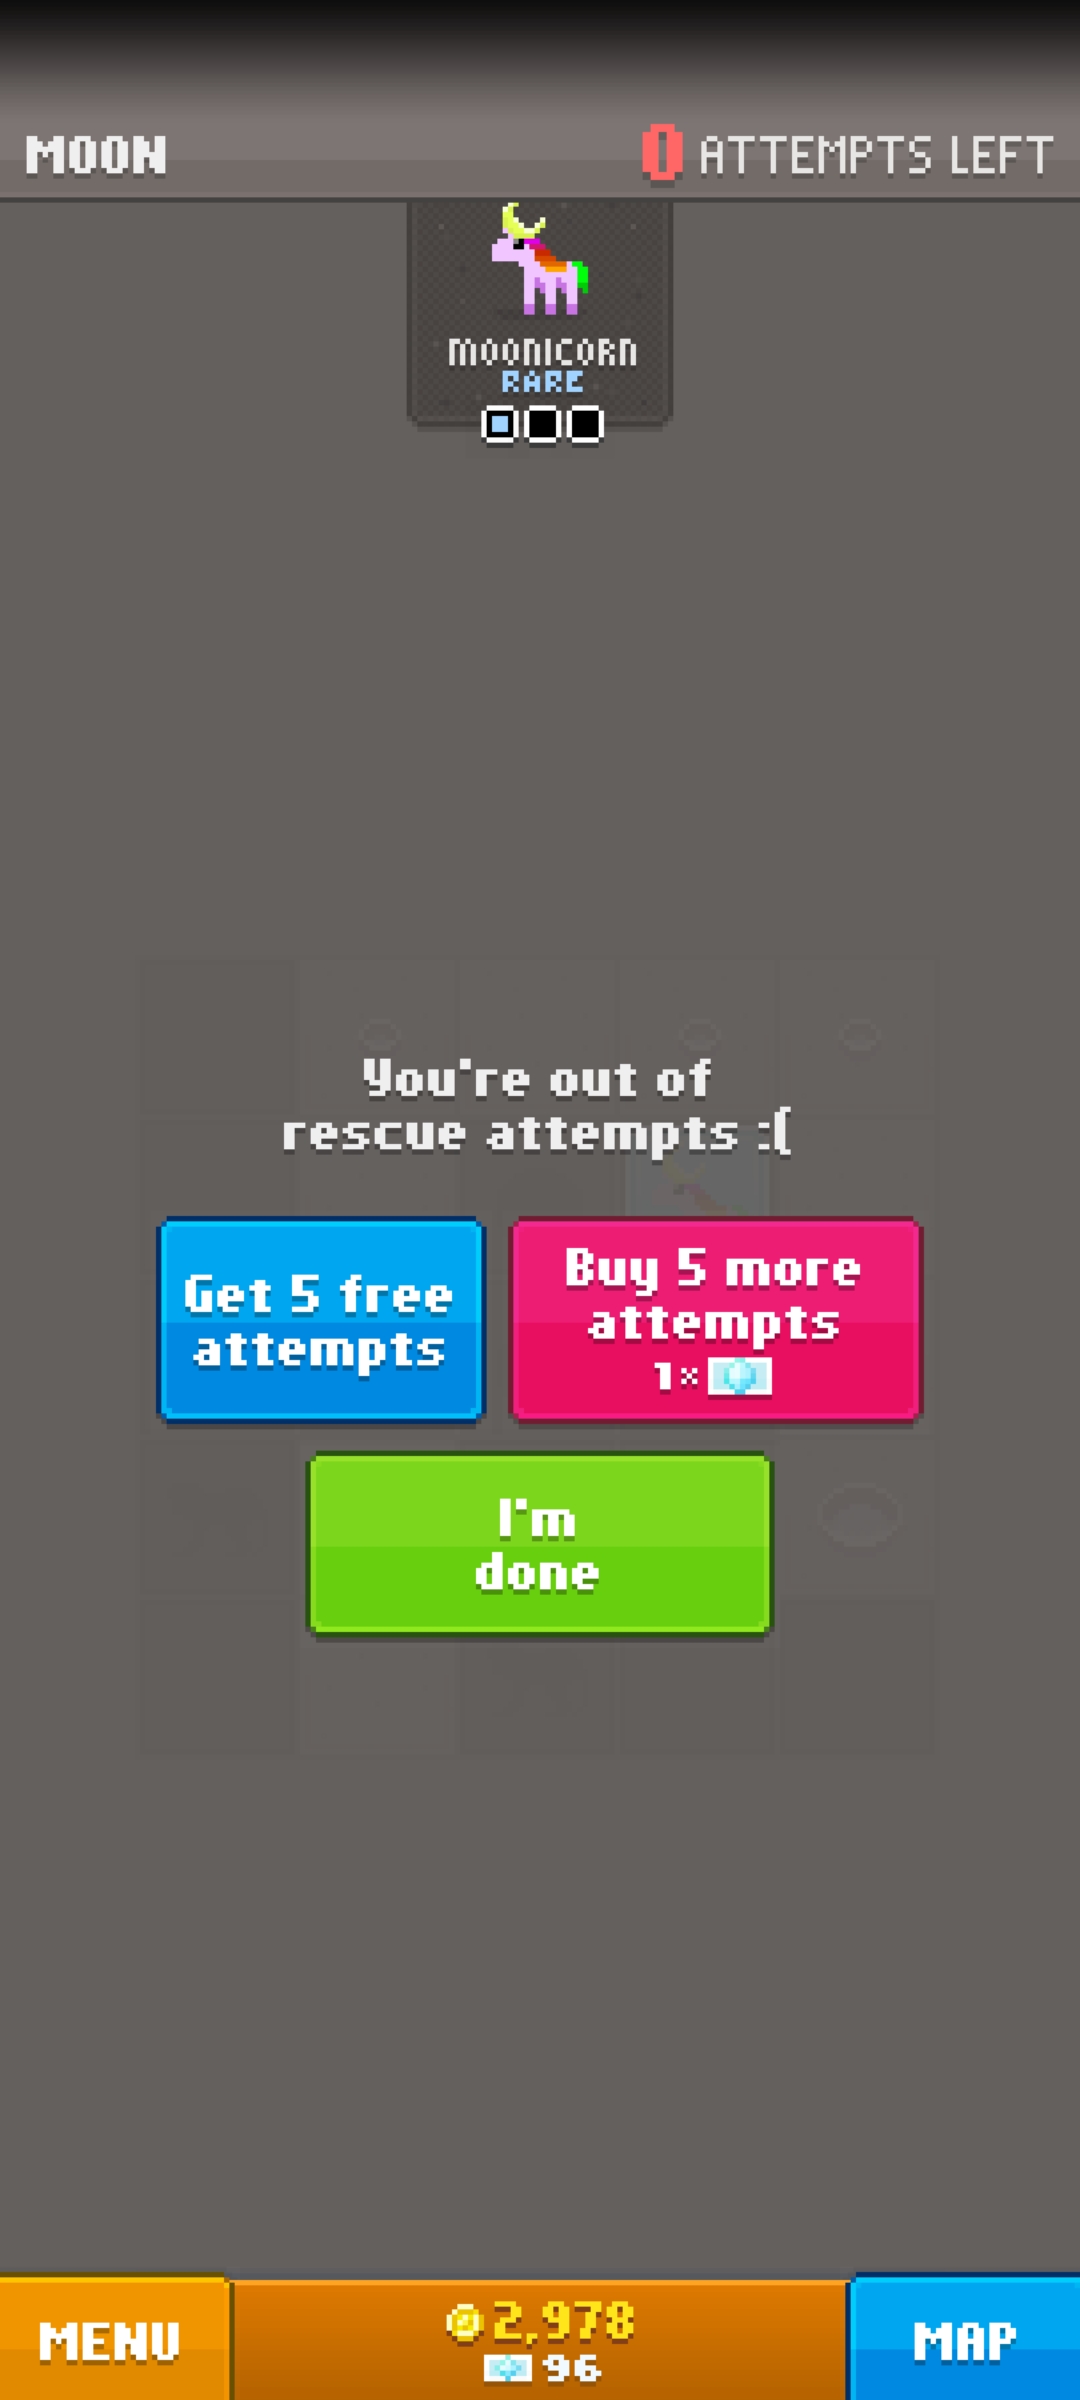 MOON
0 ATTEMPTS LEFT
MOONICORN
RARE
You're out of
rescue attempts :(
Get 5 free
attempts
Buy 5 more
attempts
1×
I'm
done
MENU
2,978
96
MAP